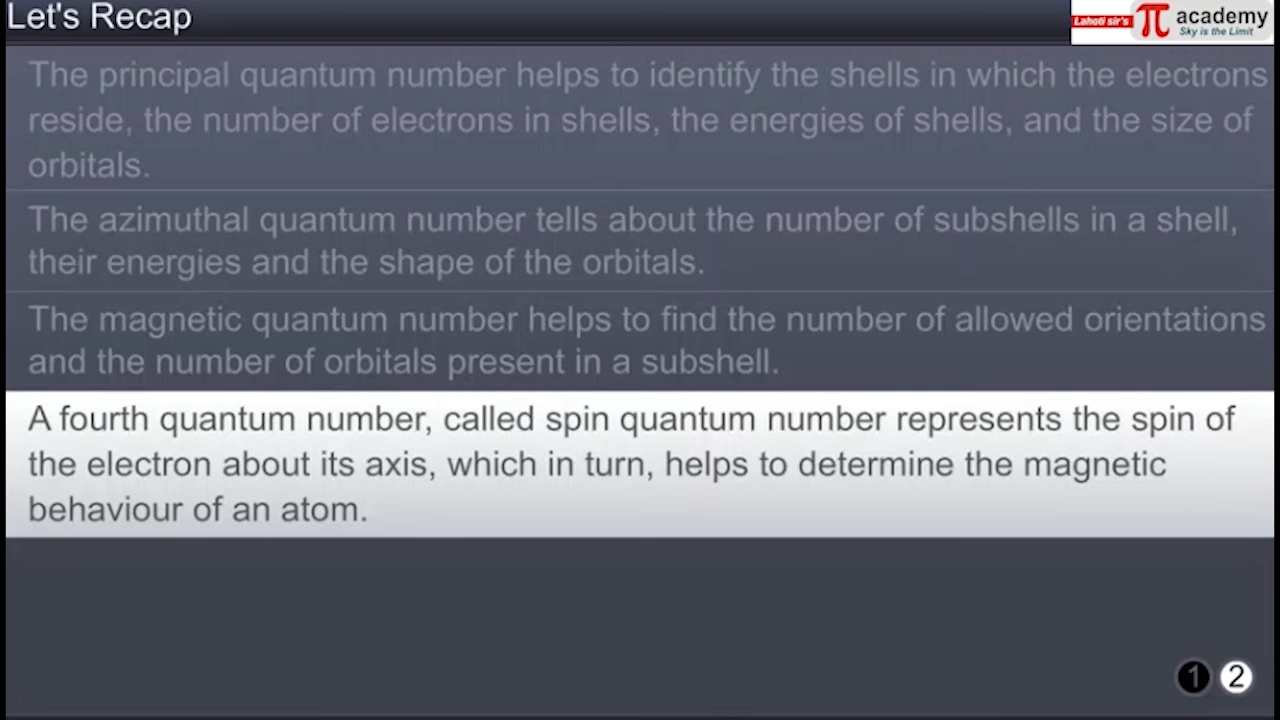 Let's Recap
Lahoti sir's π academy
Sky is the Limit
The principal quantum number helps to identify the shells in which the electrons
reside, the number of electrons in shells, the energies of shells, and the size of
orbitals.
The azimuthal quantum number tells about the number of subshells in a shell,
their energies and the shape of the orbitals.
The magnetic quantum number helps to find the number of allowed orientations
and the number of orbitals present in a subshell.
A fourth quantum number, called spin quantum number represents the spin of
the electron about its axis, which in turn, helps to determine the magnetic
behaviour of an atom.
1 2